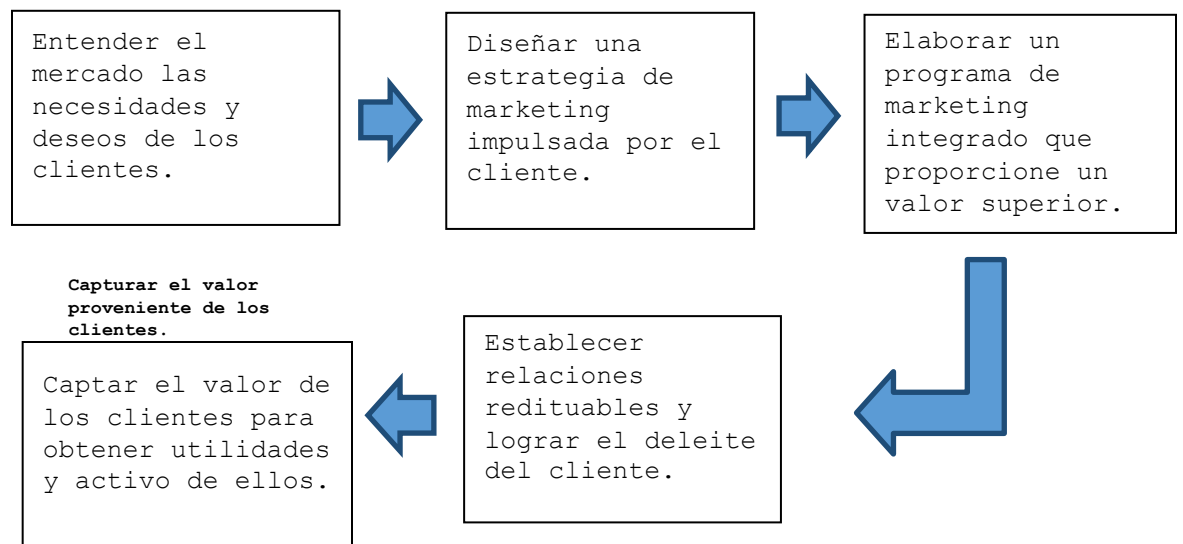 Entender el
mercado las
necesidades y
deseos de los
clientes.
Diseñar una
estrategia de
marketing
impulsada por el
cliente.
Elaborar un
programa de
marketing
integrado que
proporcione un
valor superior.
Establecer
relaciones
redituables y
lograr el deleite
del cliente.
Capturar el valor
proveniente de los
clientes.
Captar el valor de
los clientes para
obtener utilidades
y activo de ellos.